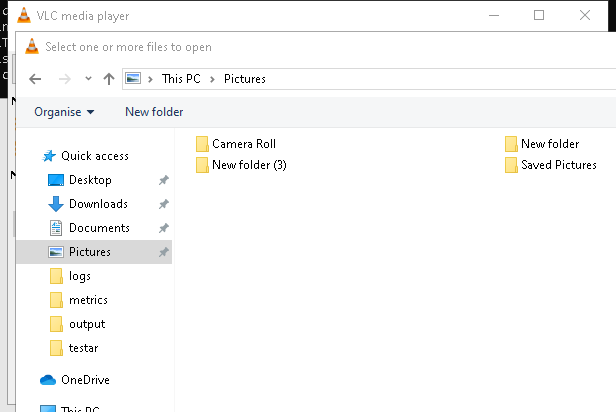 VLC media player
Select one or more files to open
This PC > Pictures
Organise New folder
Camera Roll New folder
New folder (3) Saved Pictures
Quick access
Desktop
Downloads
Documents
Pictures
logs
metrics
output
testar
OneDrive
This PC